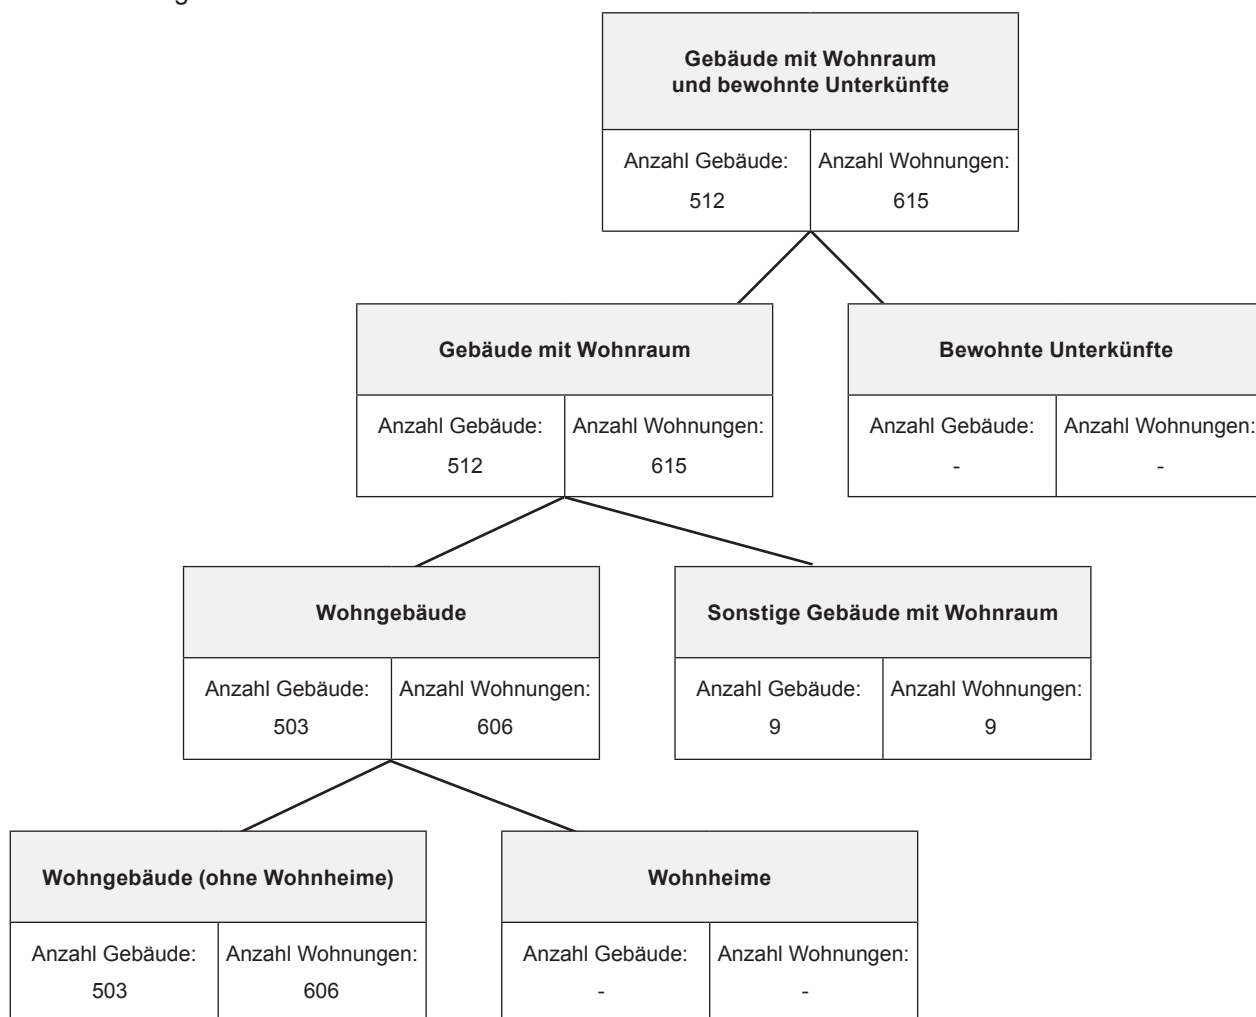 Gebäude mit Wohnraum
und bewohnte Unterkünfte
Anzahl Gebäude: Anzahl Wohnungen:
512 615
Gebäude mit Wohnraum
Bewohnte Unterkünfte
Anzahl Gebäude: Anzahl Wohnungen:
512 615
Anzahl Gebäude: Anzahl Wohnungen:
- -
Wohngebäude
Sonstige Gebäude mit Wohnraum
Anzahl Gebäude: Anzahl Wohnungen:
503 606
Anzahl Gebäude: Anzahl Wohnungen:
9 9
Wohngebäude (ohne Wohnheime)
Wohnheime
Anzahl Gebäude: Anzahl Wohnungen:
503 606
Anzahl Gebäude: Anzahl Wohnungen:
- -